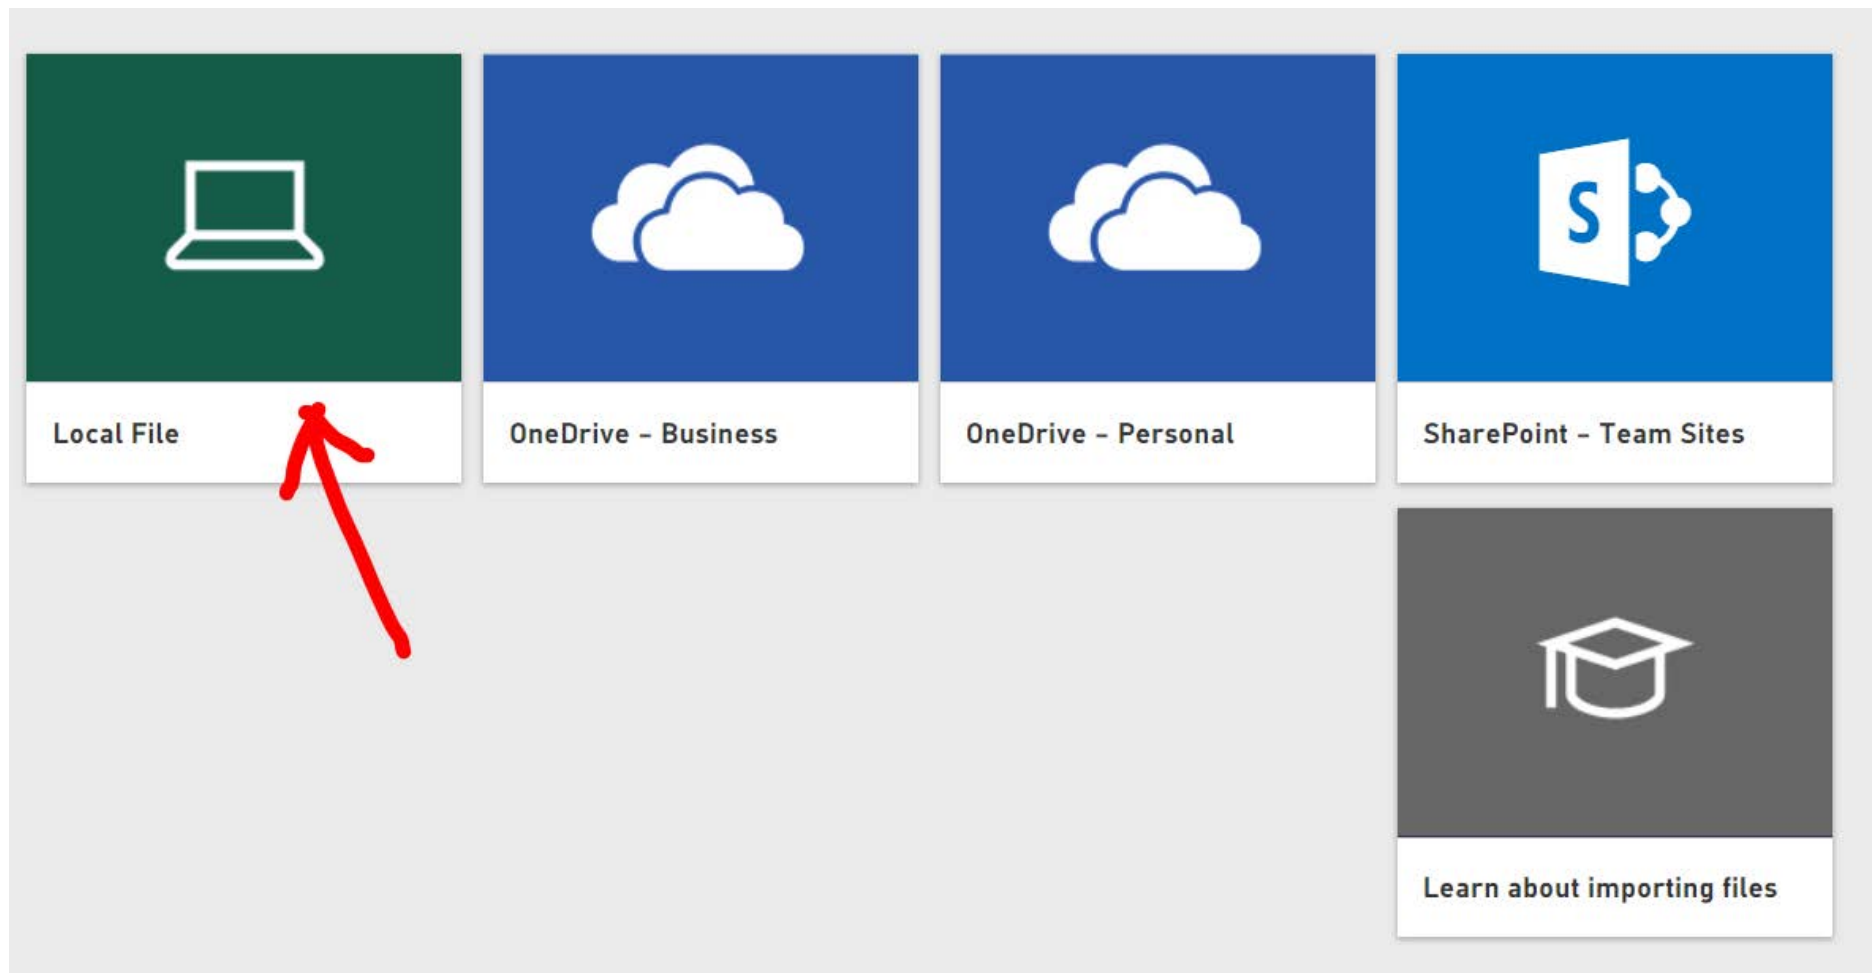 S
Local File
OneDrive – Business
OneDrive – Personal
SharePoint – Team Sites
Learn about importing files